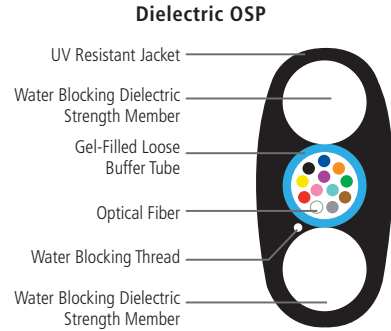 Dielectric OSP
UV Resistant Jacket
Water Blocking Dielectric
Strength Member
Gel-Filled Loose
Buffer Tube
Optical Fiber
Water Blocking Thread
Water Blocking Dielectric
Strength Member